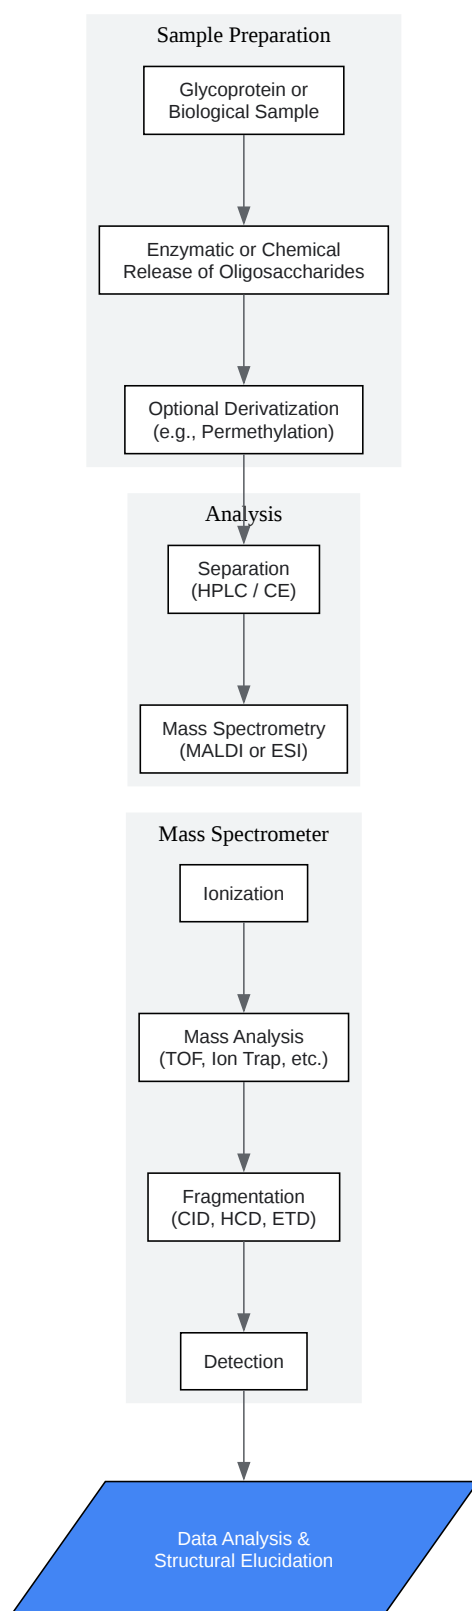 Sample Preparation
Glycoprotein or
Biological Sample
Enzymatic or Chemical
Release of Oligosaccharides
Optional Derivatization
(e.g., Permethylation)
Analysis
Separation
(HPLC / CE)
Mass Spectrometry
(MALDI or ESI)
Mass Spectrometer
Ionization
Mass Analysis
(TOF, Ion Trap, etc.)
Fragmentation
(CID, HCD, ETD)
Detection
Data Analysis &
Structural Elucidation